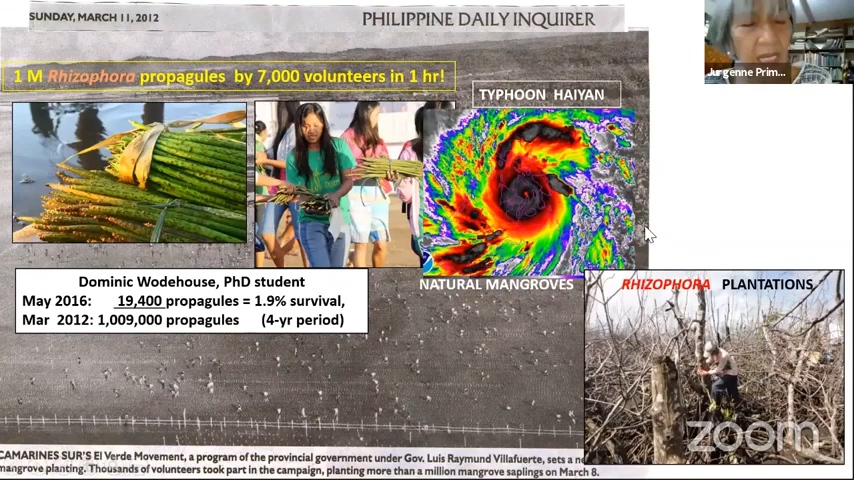 SUNDAY, MARCH 11, 2012
PHILIPPINE DAILY INQUIRER
1 M Rhizophora propagules by 7,000 volunteers in 1 hr!
TYPHOON HAIYAN
Jurgenne Prim...
Dominic Wodehouse, PhD student
May 2016: 19,400 propagules = 1.9% survival,
Mar 2012: 1,009,000 propagules (4-yr period)
NATURAL MANGROVES
RHIZOPHORA PLANTATIONS
zoom
CAMARINES SUR'S El Verde Movement, a program of the provincial government under Gov. Luis Raymund Villafuerte, sets a
mangrove planting. Thousands of volunteers took part in the campaign, planting more than a million mangrove saplings on March 8.